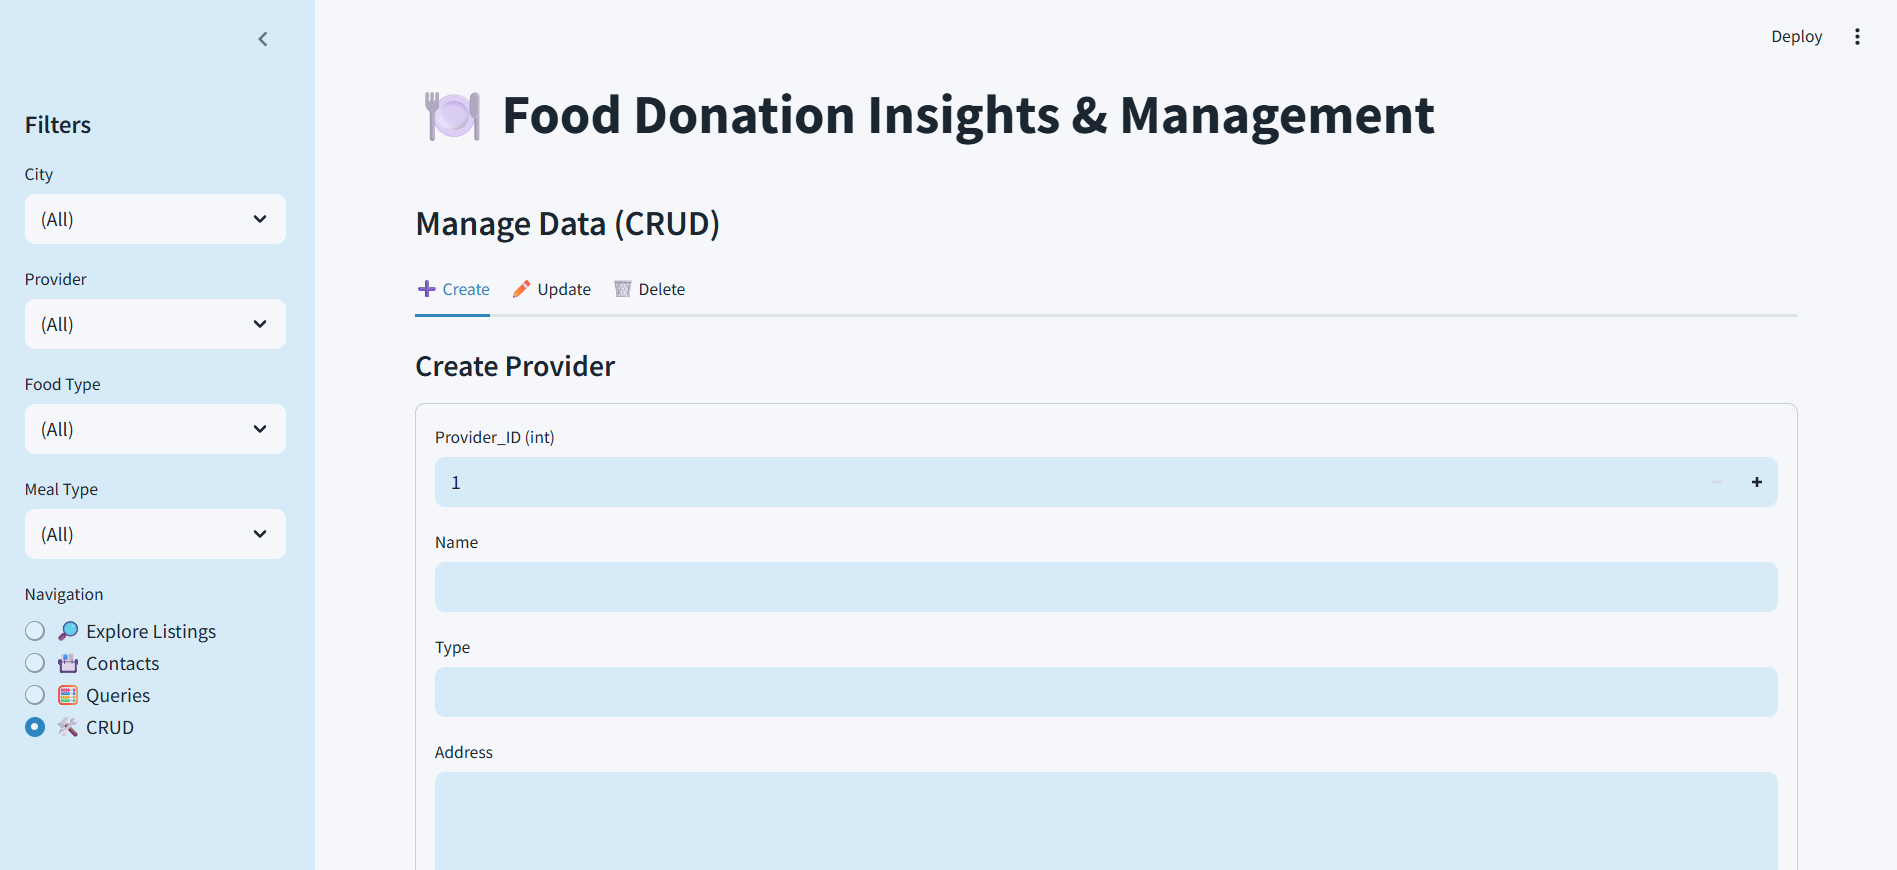 Deploy
Filters
City
(All)
Provider
(All)
Food Type
(All)
Meal Type
(All)
Navigation
Explore Listings
Contacts
Queries
CRUD
Food Donation Insights & Management
Manage Data (CRUD)
Create Update Delete
Create Provider
Provider_ID (int)
1
Name
Type
Address